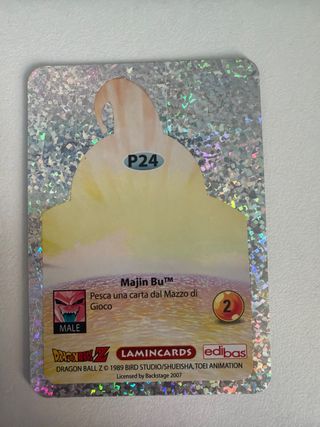 P24
Majin Bu™
Pesca una carta dal Mazzo di
Gioco
2
MALE
DRAGON BALL Z LAMINCARDS edibas
DRAGON BALL Z © 1989 BIRD STUDIO/SHUEISHA, TOEI ANIMATION
Licensed by Backstage 2007